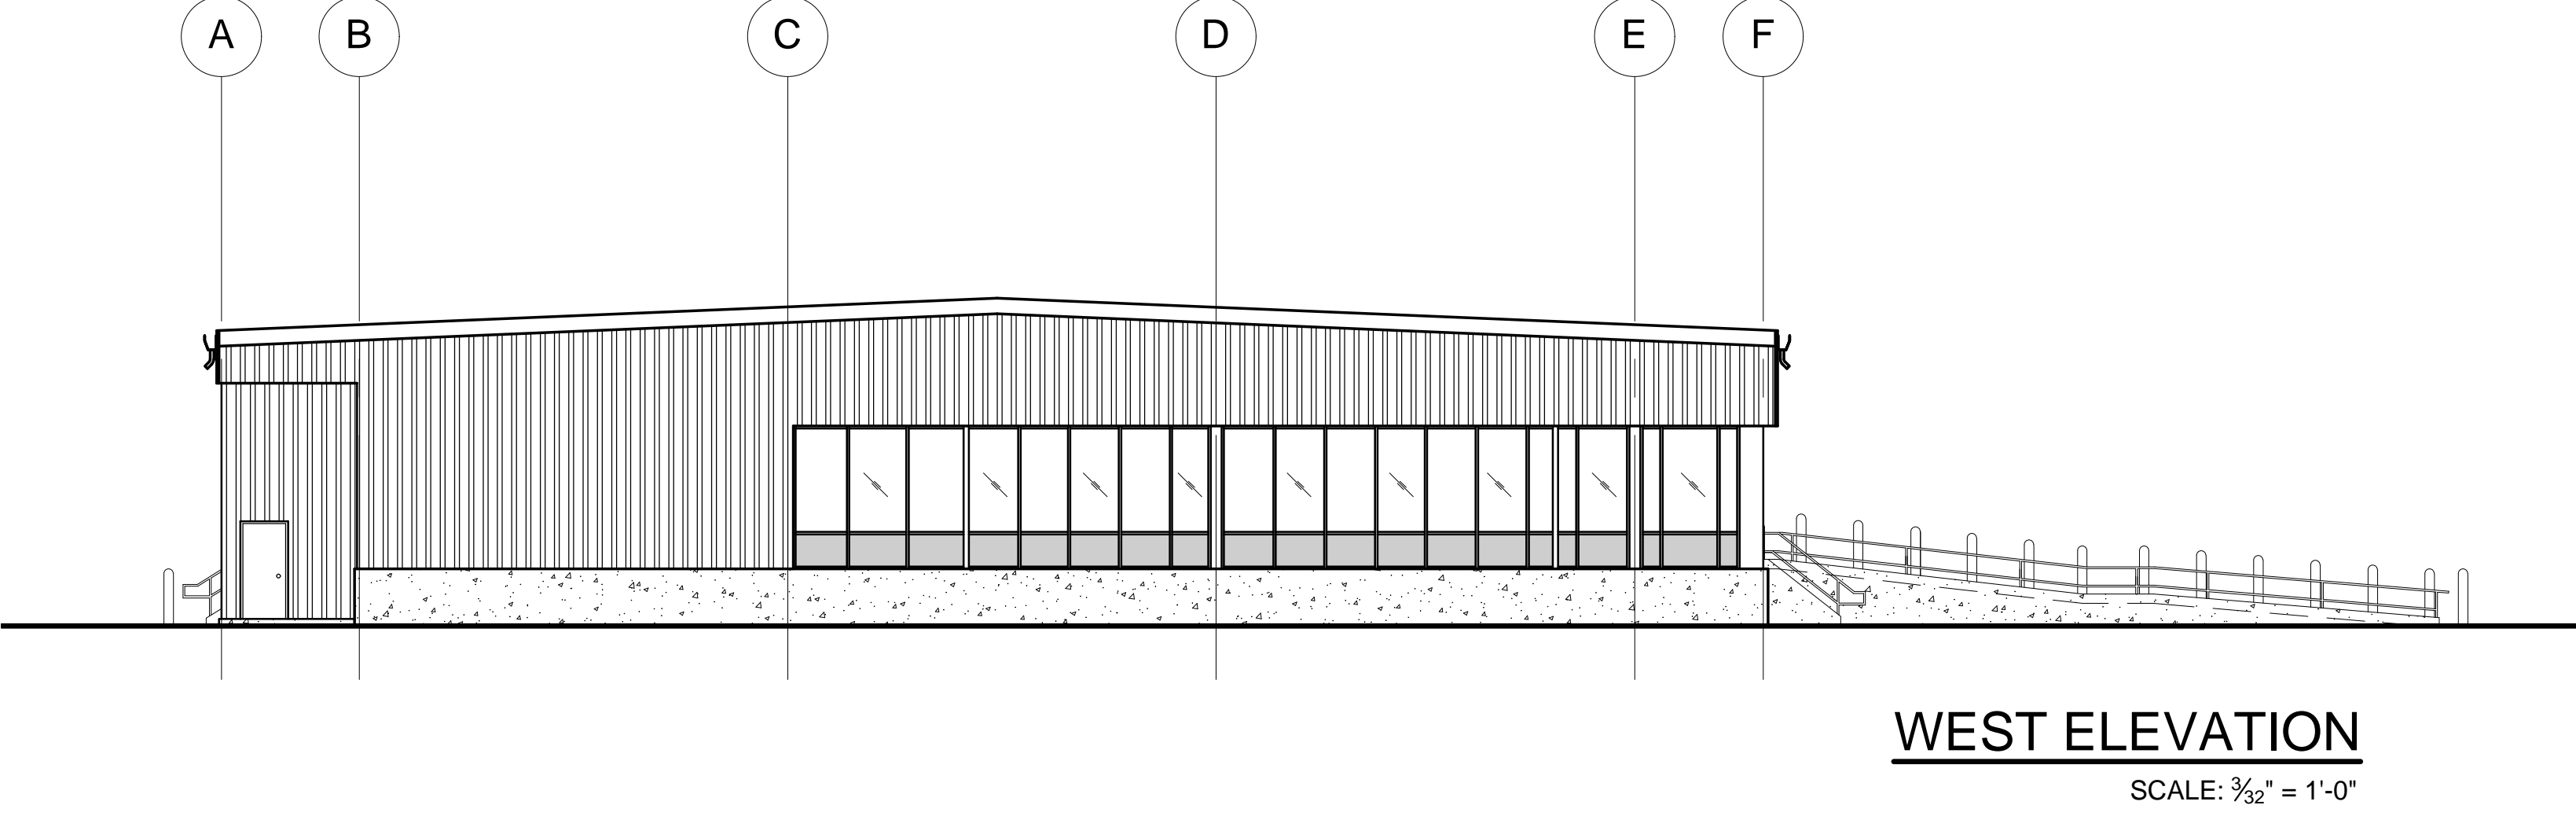 A B C D E F
WEST ELEVATION
SCALE: 3⁄32" = 1'-0"